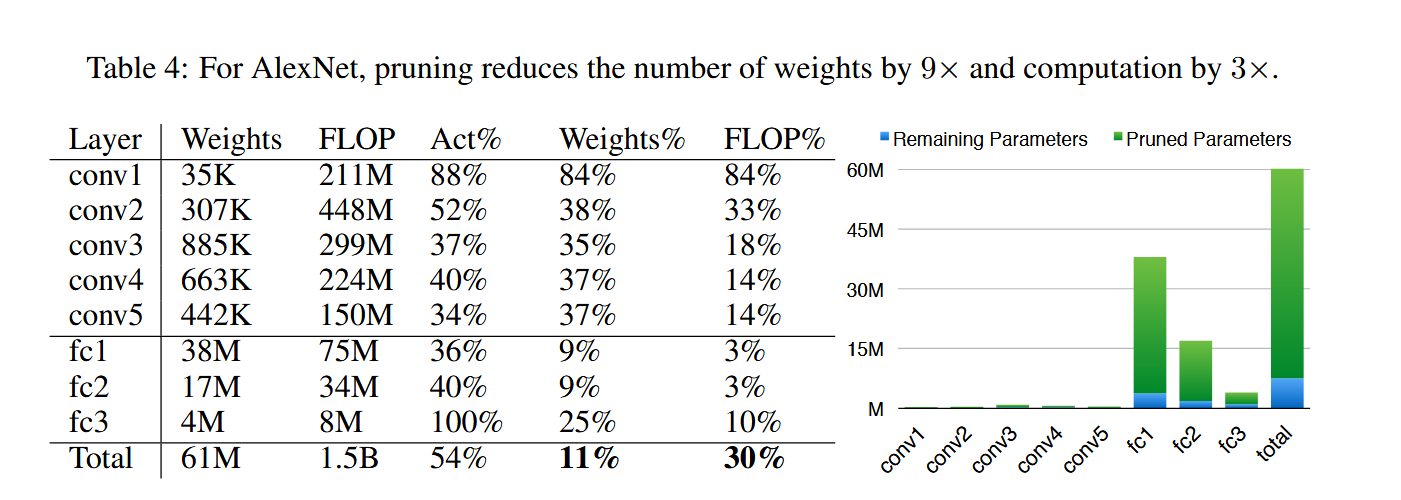 Table 4: For AlexNet, pruning reduces the number of weights by 9× and computation by 3×.
Layer Weights FLOP Act% Weights% FLOP%
conv1 35K 211M 88% 84% 84%
conv2 307K 448M 52% 38% 33%
conv3 885K 299M 37% 35% 18%
conv4 663K 224M 40% 37% 14%
conv5 442K 150M 34% 37% 14%
fc1 38M 75M 36% 9% 3%
fc2 17M 34M 40% 9% 3%
fc3 4M 8M 100% 25% 10%
Total 61M 1.5B 54% 11% 30%
Remaining Parameters Pruned Parameters
60M
45M
30M
15M
M
conv1 conv2 conv3 conv4 conv5 fc1 fc2 fc3 total